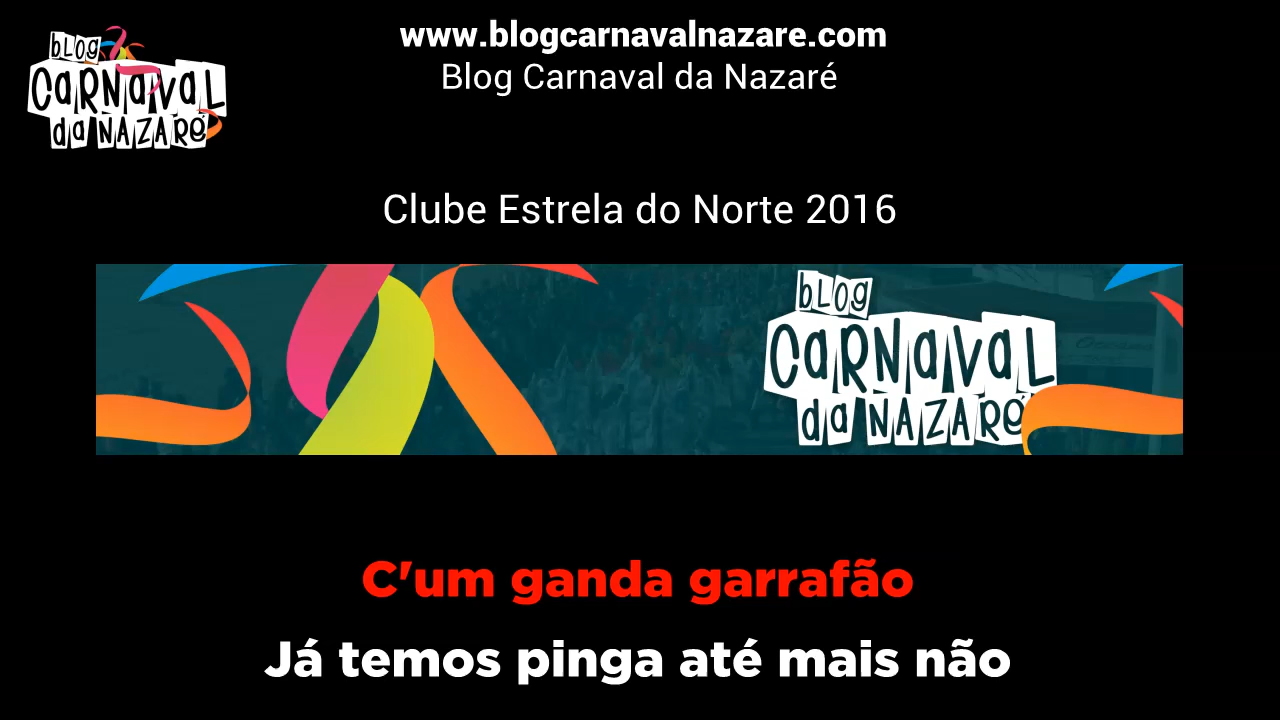 blog
CaRNaVaL
da NAZARé
www.blogcarnavalnazare.com
Blog Carnaval da Nazaré
Clube Estrela do Norte 2016
blog
CaRNaVaL
da NAZARé
C'um ganda garrafão
Já temos pinga até mais não